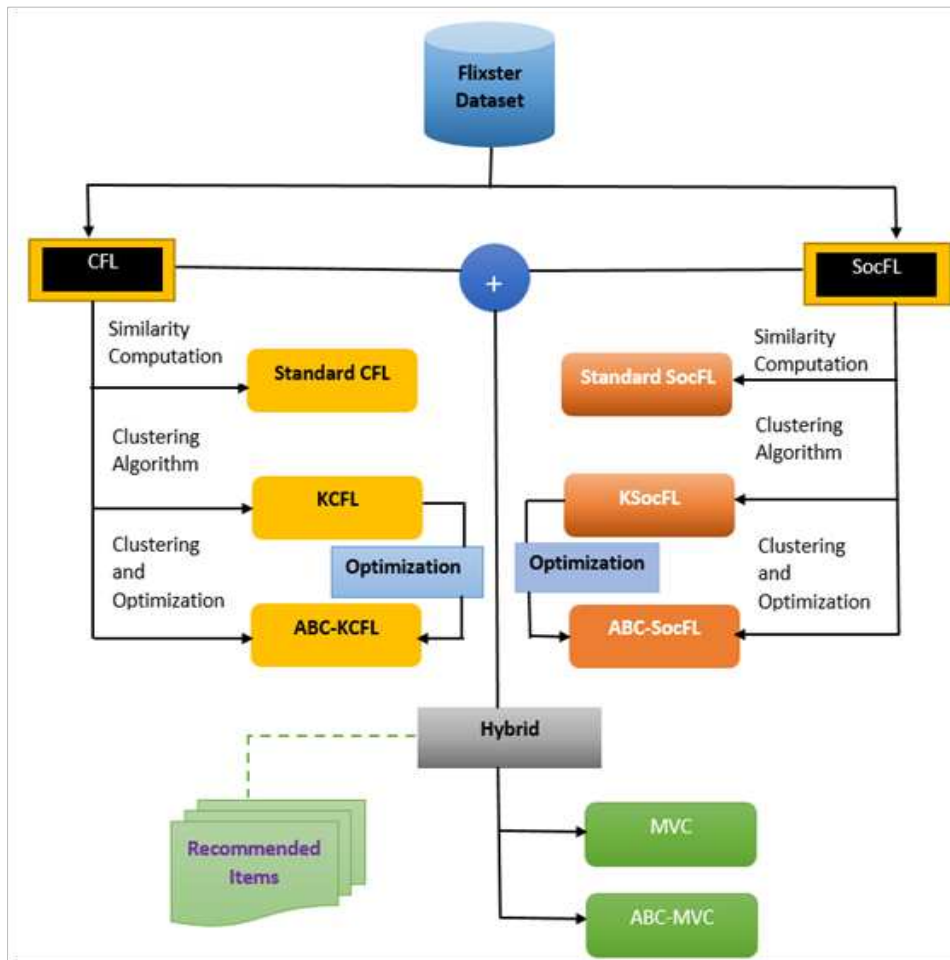 Flixster
Dataset
CFL
+
SocFL
Similarity
Computation
Standard CFL
Standard SocFL
Similarity
Computation
Clustering
Algorithm
Clustering
Algorithm
KCFL
KSocFL
Clustering
and
Optimization
Optimization
Optimization
Clustering
and
Optimization
ABC-KCFL
ABC-SocFL
Hybrid
Recommended
Items
MVC
ABC-MVC